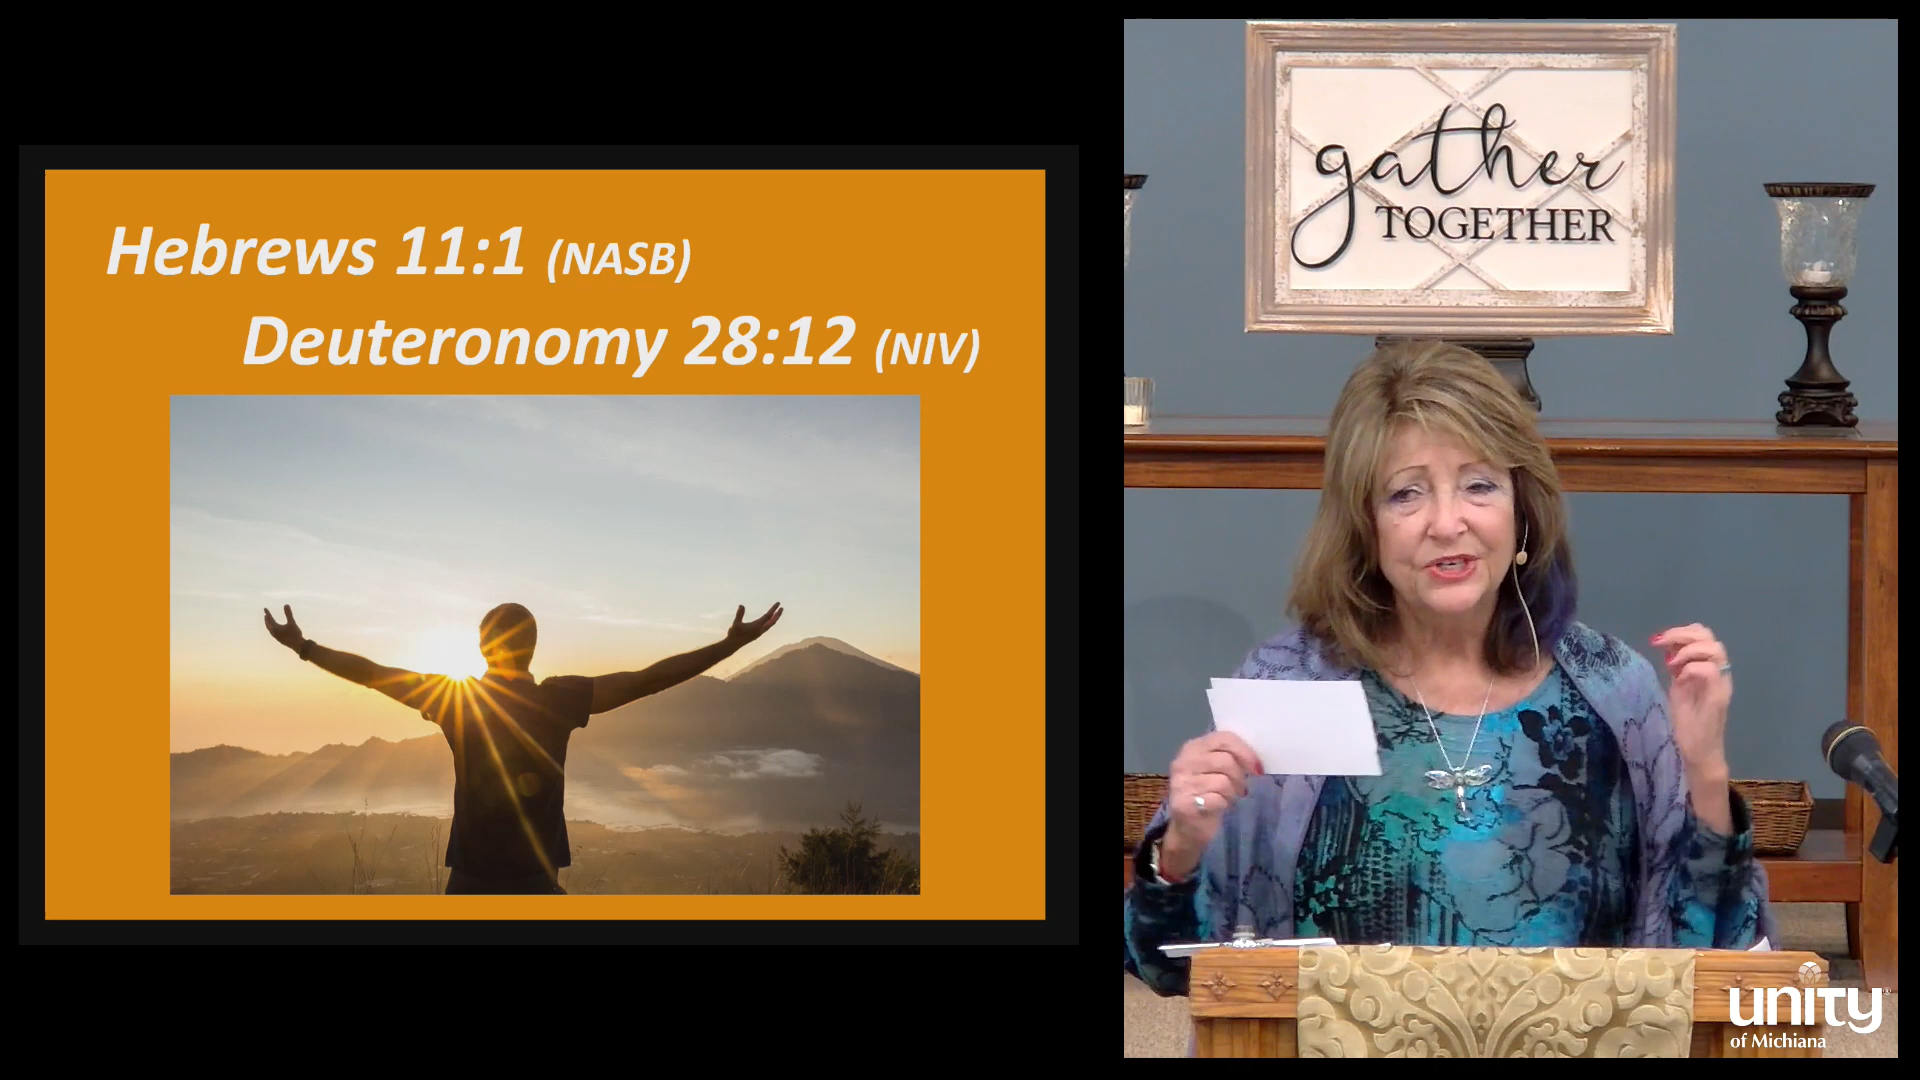 Hebrews 11:1 (NASB)
Deuteronomy 28:12 (NIV)
gather
TOGETHER
unity
of Michiana